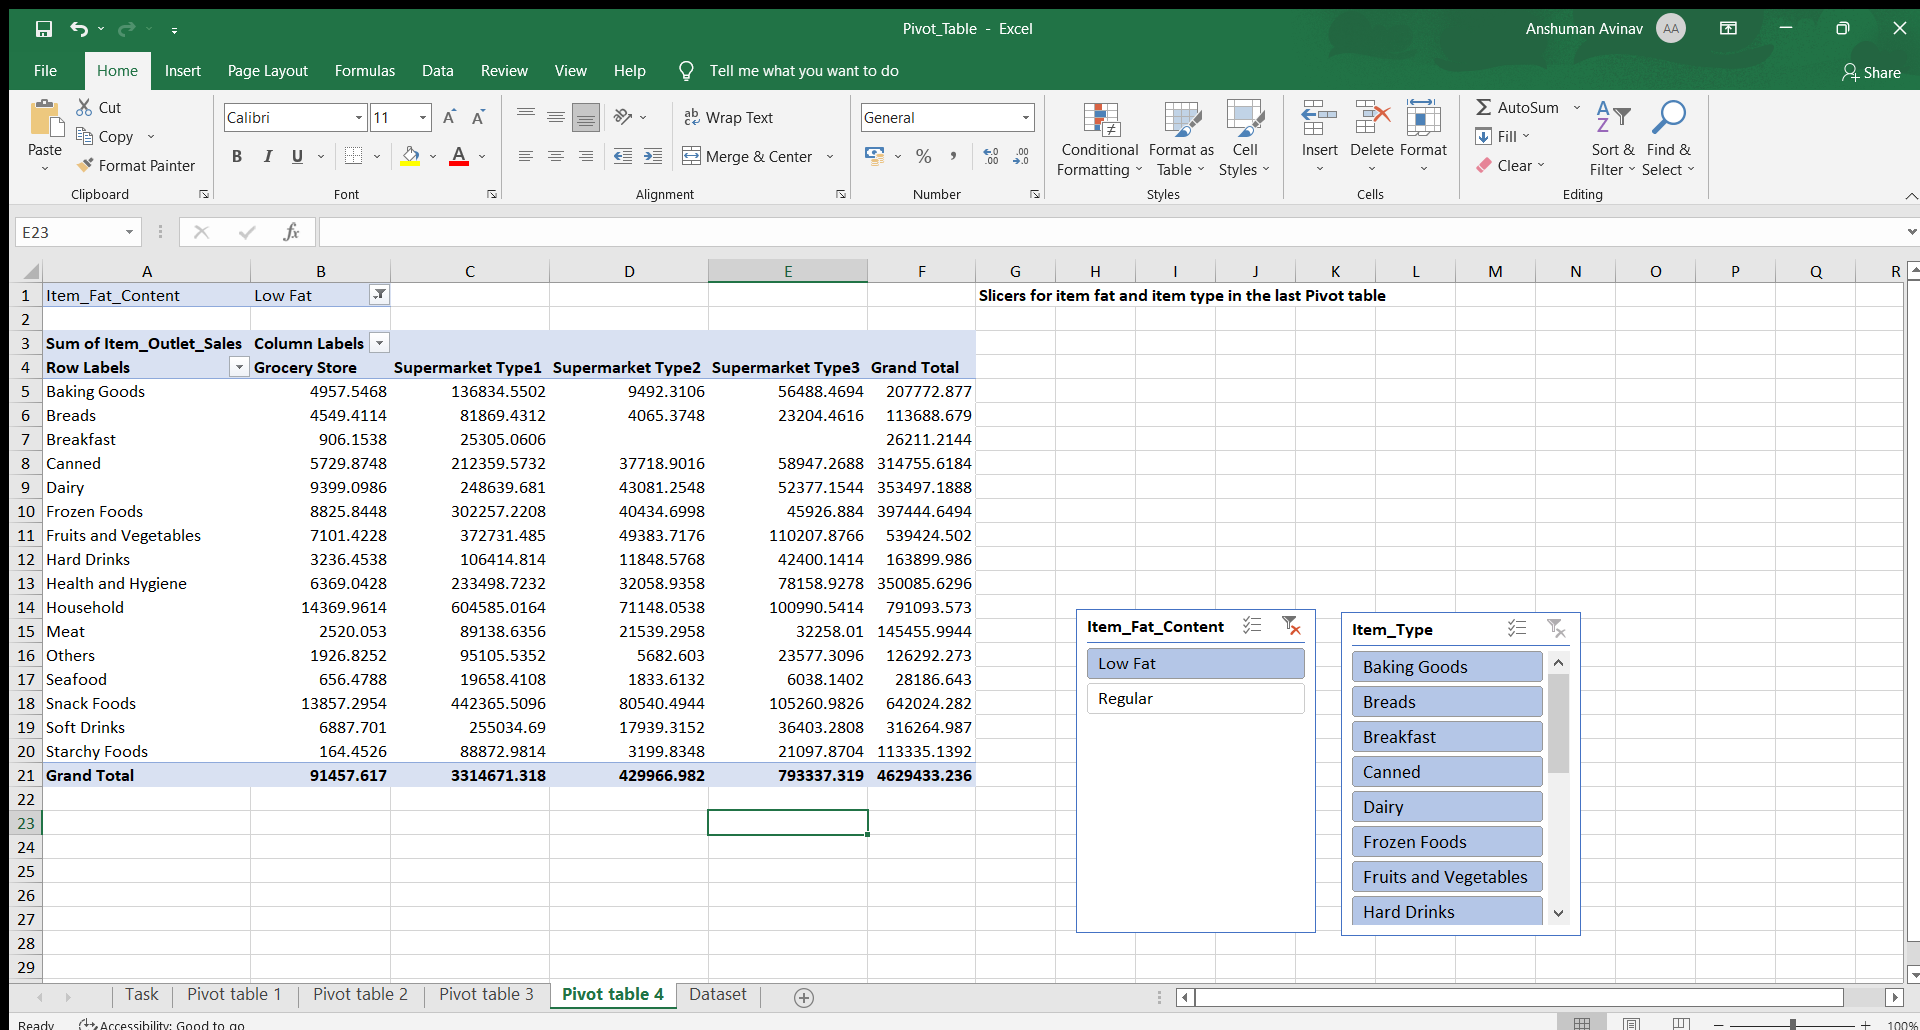 Pivot_Table - Excel
Anshuman Avinav AA
File Home Insert Page Layout Formulas Data Review View Help Tell me what you want to do Share
Paste Cut Copy Format Painter Clipboard
Calibri 11 B I U A Font
Wrap Text Merge & Center Alignment
General % , Number
Conditional Formatting Format as Table Cell Styles Styles
Insert Delete Format Cells
AutoSum Fill Clear Sort & Filter Find & Select Editing
E23 fx
A B C D E F G H I J K L M N O P Q R
1 Item_Fat_Content Low Fat Slicers for item fat and item type in the last Pivot table
2
3 Sum of Item_Outlet_Sales Column Labels
4 Row Labels Grocery Store Supermarket Type1 Supermarket Type2 Supermarket Type3 Grand Total
5 Baking Goods 4957.5468 136834.5502 9492.3106 56488.4694 207772.877
6 Breads 4549.4114 81869.4312 4065.3748 23204.4616 113688.679
7 Breakfast 906.1538 25305.0606 26211.2144
8 Canned 5729.8748 212359.5732 37718.9016 58947.2688 314755.6184
9 Dairy 9399.0986 248639.681 43081.2548 52377.1544 353497.1888
10 Frozen Foods 8825.8448 302257.2208 40434.6998 45926.884 397444.6494
11 Fruits and Vegetables 7101.4228 372731.485 49383.7176 110207.8766 539424.502
12 Hard Drinks 3236.4538 106414.814 11848.5768 42400.1414 163899.986
13 Health and Hygiene 6369.0428 233498.7232 32058.9358 78158.9278 350085.6296
14 Household 14369.9614 604585.0164 71148.0538 100990.5414 791093.573
15 Meat 2520.053 89138.6356 21539.2958 32258.01 145455.9944
16 Others 1926.8252 95105.5352 5682.603 23577.3096 126292.273
17 Seafood 656.4788 19658.4108 1833.6132 6038.1402 28186.643
18 Snack Foods 13857.2954 442365.5096 80540.4944 105260.9826 642024.282
19 Soft Drinks 6887.701 255034.69 17939.3152 36403.2808 316264.987
20 Starchy Foods 164.4526 88872.9814 3199.8348 21097.8704 113335.1392
21 Grand Total 91457.617 3314671.318 429966.982 793337.319 4629433.236
22
23
24
25
26
27
28
29
Item_Fat_Content
Low Fat
Regular
Item_Type
Baking Goods
Breads
Breakfast
Canned
Dairy
Frozen Foods
Fruits and Vegetables
Hard Drinks
Task Pivot table 1 Pivot table 2 Pivot table 3 Pivot table 4 Dataset
Ready Accessibility: Good to go 100%